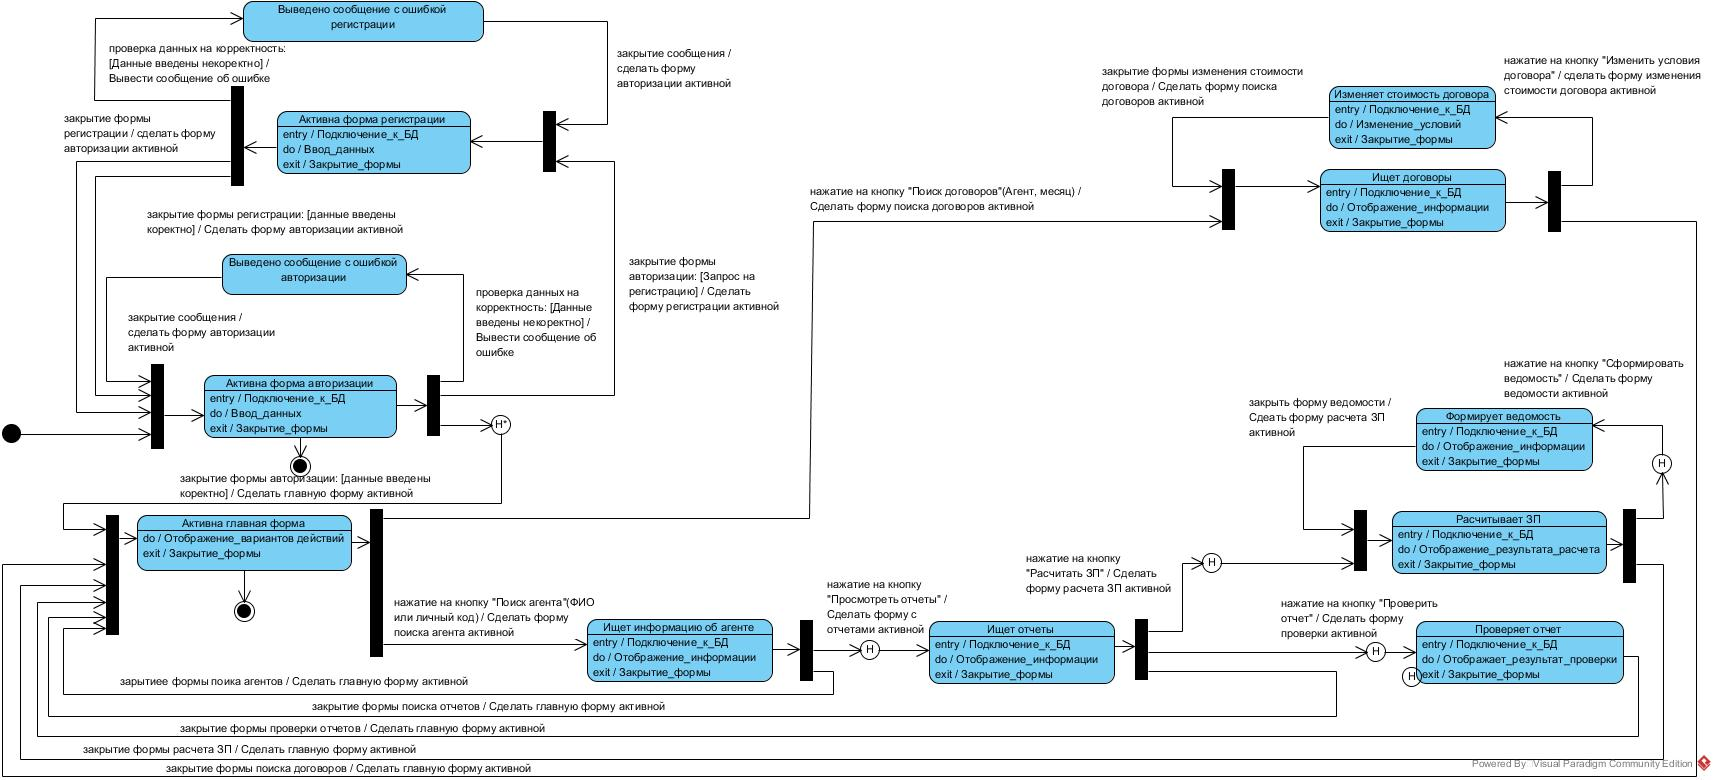 Выведено сообщение с ошибкой
регистрации
проверка данных на корректность:
[Данные введены некоретно] /
Вывести сообщение об ошибке
закрытие сообщения /
сделать форму
авторизации активной
закрытие формы
регистрации / сделать форму
авторизации активной
Активна форма регистрации
entry / Подключение_к_БД
do / Ввод_данных
exit / Закрытие_формы
закрытие формы регистрации: [данные введены
коретно] / Сделать форму авторизации активной
Выведено сообщение с ошибкой
авторизации
закрытие сообщения /
сделать форму авторизации
активной
проверка данных на
корректность: [Данные
введены некоретно] /
Вывести сообщение об
ошибке
закрытие формы
авторизации: [Запрос на
регистрацию] / Сделать
форму регистрации активной
Активна форма авторизации
entry / Подключение_к_БД
do / Ввод_данных
exit / Закрытие_формы
H*
закрытие формы авторизации: [данные введены
коретно] / Сделать главную форму активной
Активна главная форма
do / Отображение_вариантов действий
exit / Закрытие_формы
нажатие на кнопку "Поиск договоров"(Агент, месяц) /
Сделать форму поиска договоров активной
закрытие формы изменения стоимости
договора / Сделать форму поиска
договоров активной
Изменяет стоимость договора
entry / Подключение_к_БД
do / Изменение_условий
exit / Закрытие_формы
нажатие на кнопку "Изменить условия
договора" / сделать форму изменения
стоимости договора активной
Ищет договоры
entry / Подключение_к_БД
do / Отображение_информации
exit / Закрытие_формы
нажатие на кнопку "Сформировать
ведомость" / Сделать форму
ведомости активной
закрыть форму ведомости /
Сдеать форму расчета ЗП
активной
Формирует ведомость
entry / Подключение_к_БД
do / Отображение_информации
exit / Закрытие_формы
H
Расчитывает ЗП
entry / Подключение_к_БД
do / Отображение_результата_расчета
exit / Закрытие_формы
нажатие на кнопку
"Расчитать ЗП" / Сделать
форму расчета ЗП активной
H
нажатие на кнопку "Поиск агента"(ФИО
или личный код) / Сделать форму
поиска агента активной
Ищет информацию об агенте
entry / Подключение_к_БД
do / Отображение_информации
exit / Закрытие_формы
нажатие на кнопку
"Просмотреть отчеты" /
Сделать форму с
отчетами активной
H
Ищет отчеты
entry / Подключение_к_БД
do / Отображение_информации
exit / Закрытие_формы
нажатие на кнопку "Проверить
отчет" / Сделать форму
проверки активной
H
H
Проверяет отчет
entry / Подключение_к_БД
do / Отображает_результат_проверки
exit / Закрытие_формы
зарытиее формы поика агентов / Сделать главную форму активной
закрытие формы поиска отчетов / Сделать главную форму активной
закрытие формы проверки отчетов / Сделать главную форму активной
закрытие формы расчета ЗП / Сделать главную форму активной
закрытие формы поиска договоров / Сделать главную форму активной
Powered By Visual Paradigm Community Edition